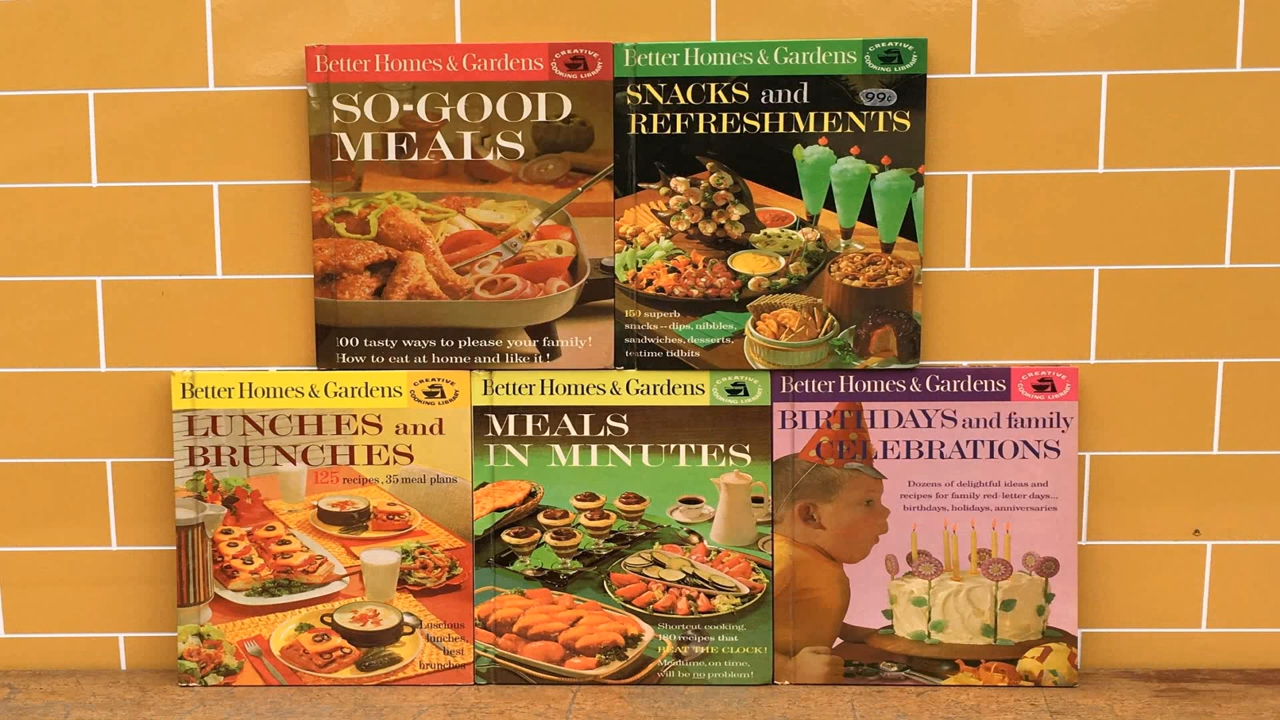 Better Homes & Gardens
CREATIVE COOKING LIBRARY
SO-GOOD
MEALS
100 tasty ways to please your family!
How to eat at home and like it!
Better Homes & Gardens
CREATIVE COOKING LIBRARY
SNACKS and
99¢
REFRESHMENTS
150 superb
snacks--dips, nibbles,
sandwiches, desserts,
teatime tidbits
Better Homes & Gardens
CREATIVE COOKING LIBRARY
LUNCHES and
BRUNCHES
125 recipes, 35 meal plans
Luscious
lunches,
best
brunches
Better Homes & Gardens
CREATIVE COOKING LIBRARY
MEALS
IN MINUTES
Shortcut cooking,
180 recipes that
BEAT THE CLOCK!
Mealtime, on time,
will be no problem!
Better Homes & Gardens
CREATIVE COOKING LIBRARY
BIRTHDAYS and family
CELEBRATIONS
Dozens of delightful ideas and
recipes for family red-letter days...
birthdays, holidays, anniversaries